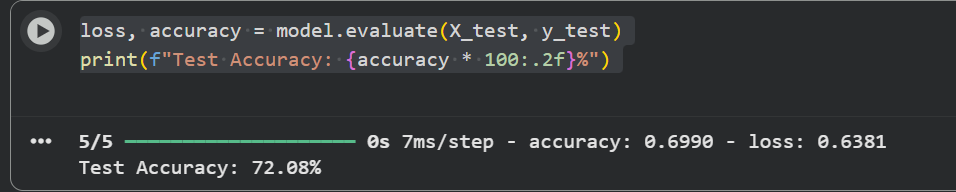 loss, accuracy = model.evaluate(X_test, y_test)
print(f"Test Accuracy: {accuracy * 100:.2f}%")
5/5 ━━━━━━━━━━━━━━━━━━━━ 0s 7ms/step - accuracy: 0.6990 - loss: 0.6381
Test Accuracy: 72.08%